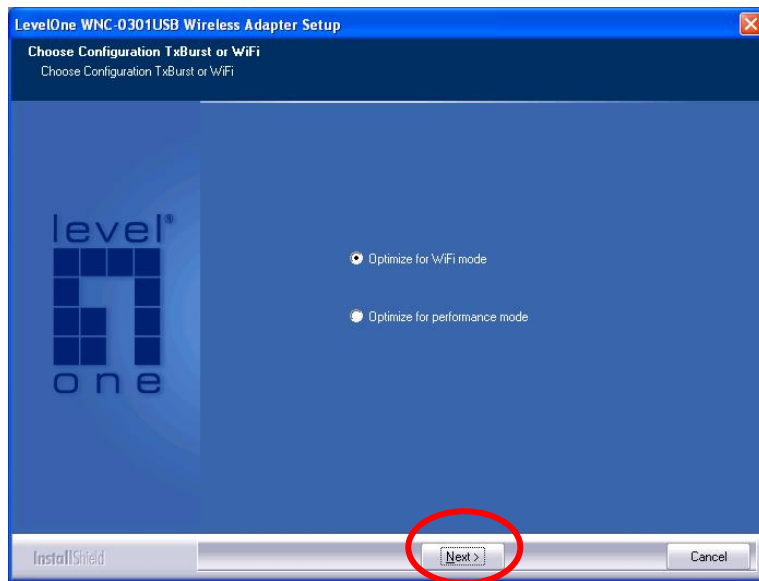 LevelOne WNC-0301USB Wireless Adapter Setup
Choose Configuration TxBurst or WiFi
Choose Configuration TxBurst or WiFi
level®
one
Optimize for WiFi mode
Optimize for performance mode
InstallShield
Next >
Cancel